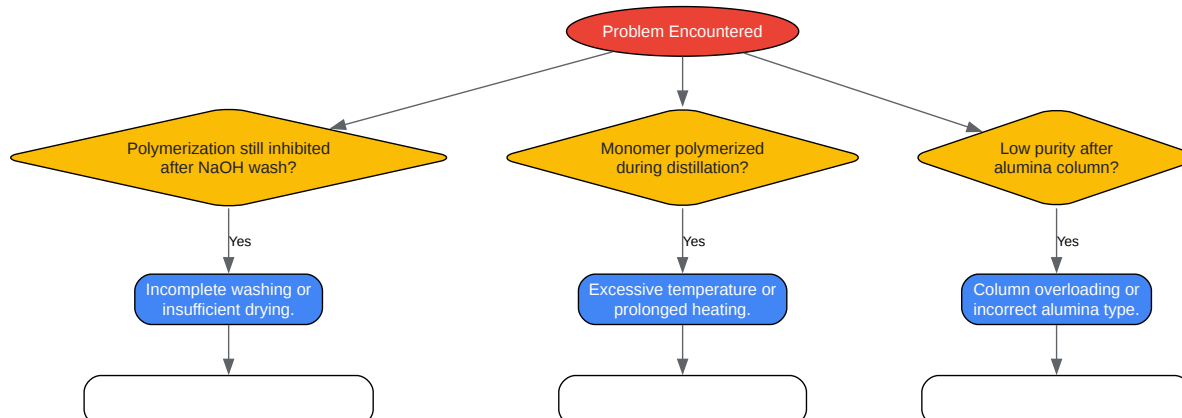 Problem Encountered
Polymerization still inhibited
after NaOH wash?
Monomer polymerized
during distillation?
Low purity after
alumina column?
Yes
Yes
Yes
Incomplete washing or
insufficient drying.
Excessive temperature or
prolonged heating.
Column overloading or
incorrect alumina type.